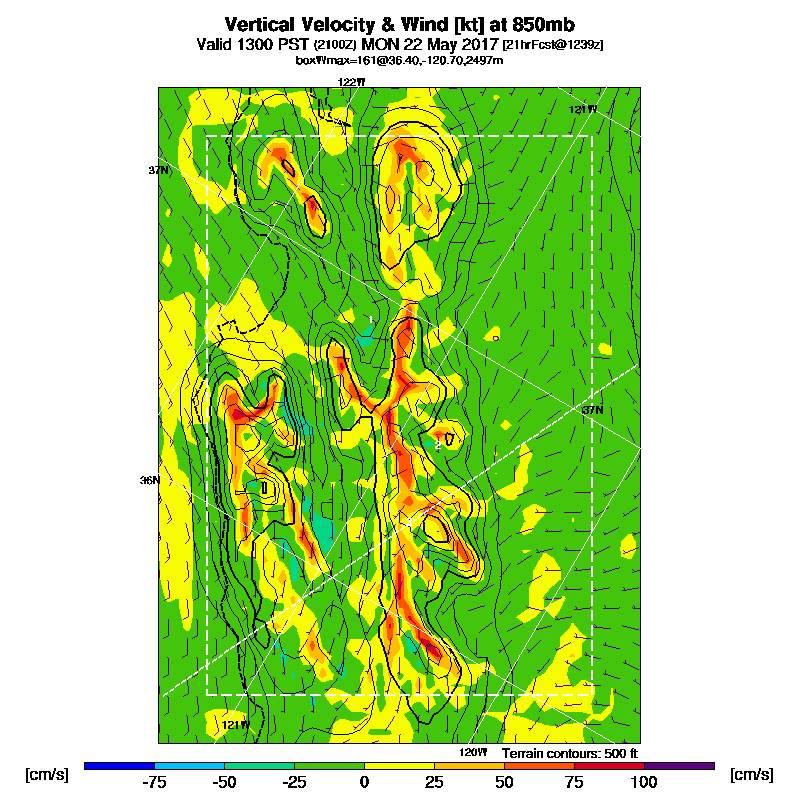 Vertical Velocity & Wind [kt] at 850mb
Valid 1300 PST (2100Z) MON 22 May 2017 [21hrFcst@1239z]
boxWmax=161@36.40,-120.70,2497m
122W
121W
37N
1
37N
2
36N
121W
120W
Terrain contours: 500 ft
[cm/s] -75 -50 -25 0 25 50 75 100 [cm/s]